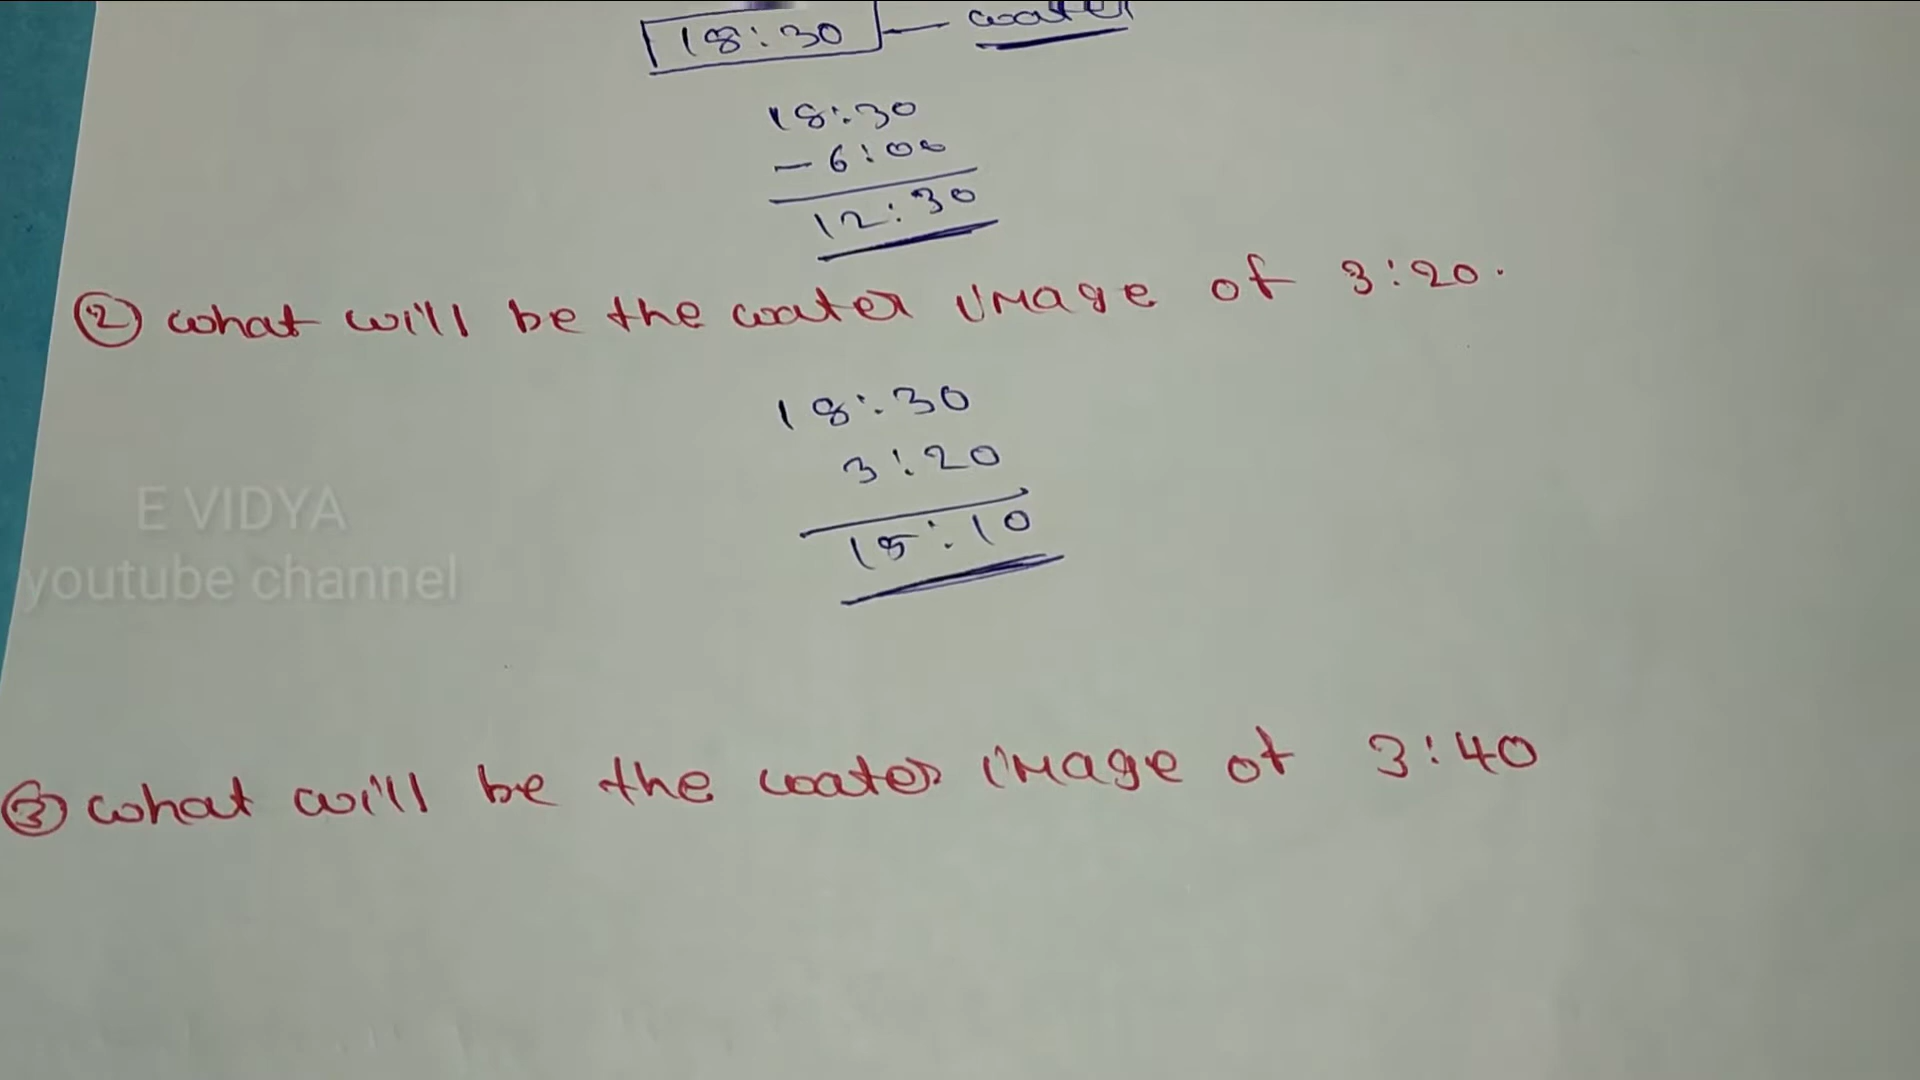 18:30 — water
18:30
- 6:00
12:30
② what will be the water image of 3:20.
18:30
3:20
15:10
E VIDYA
youtube channel
③ what will be the water image of 3:40